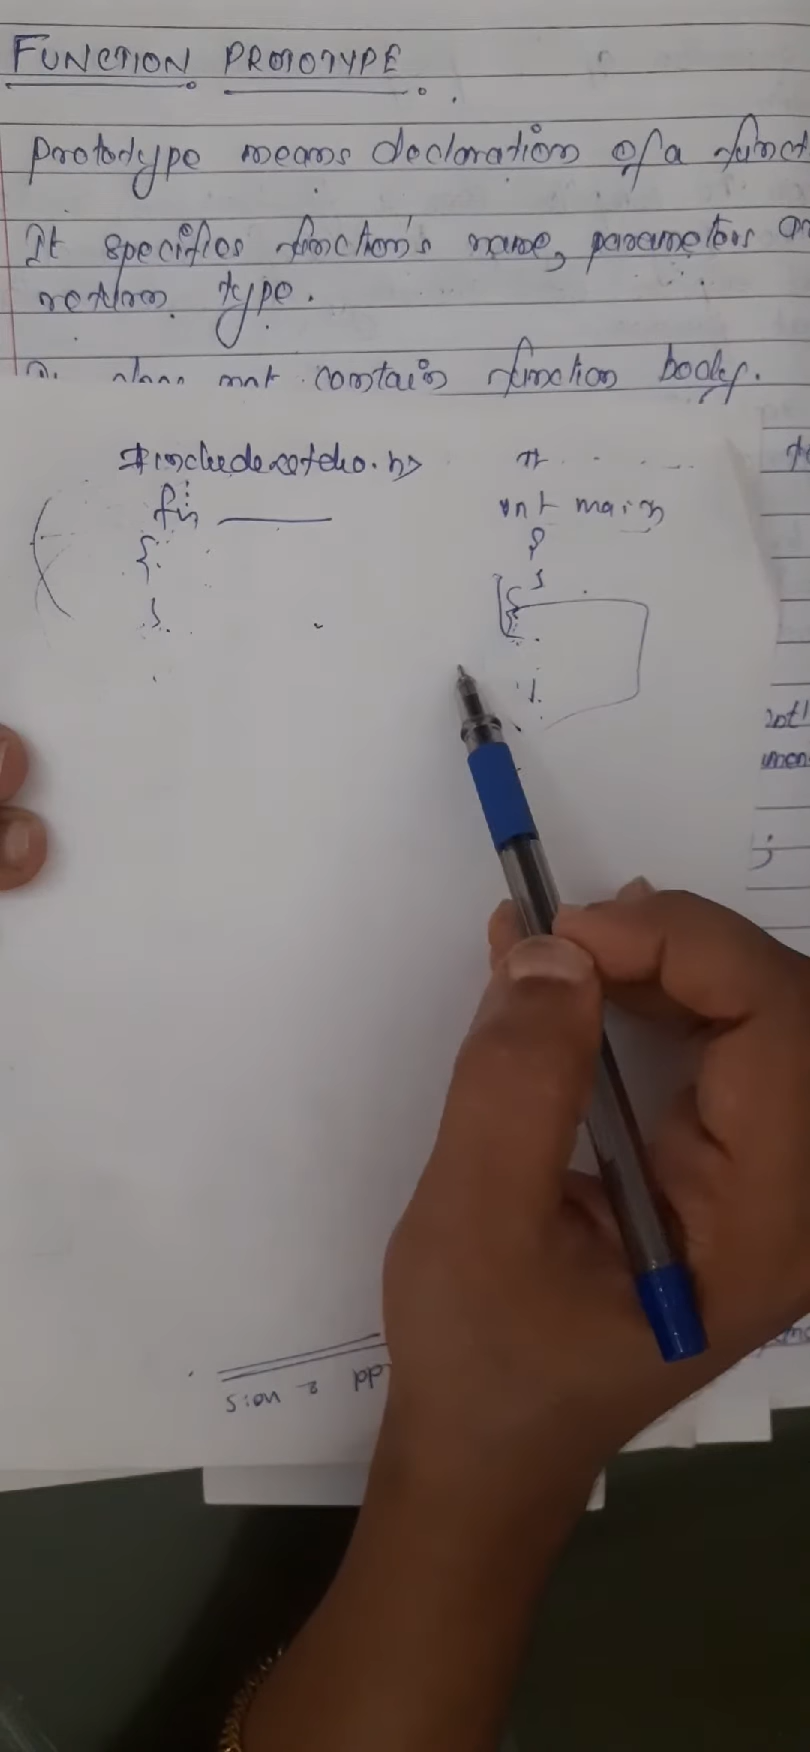 FUNCTION PROTOTYPE.
Prototype means declaration of a funct
It specifies function's name, parameters an
return type.
not contain function body.
#include<stdio.h>
fn
{
}
int main